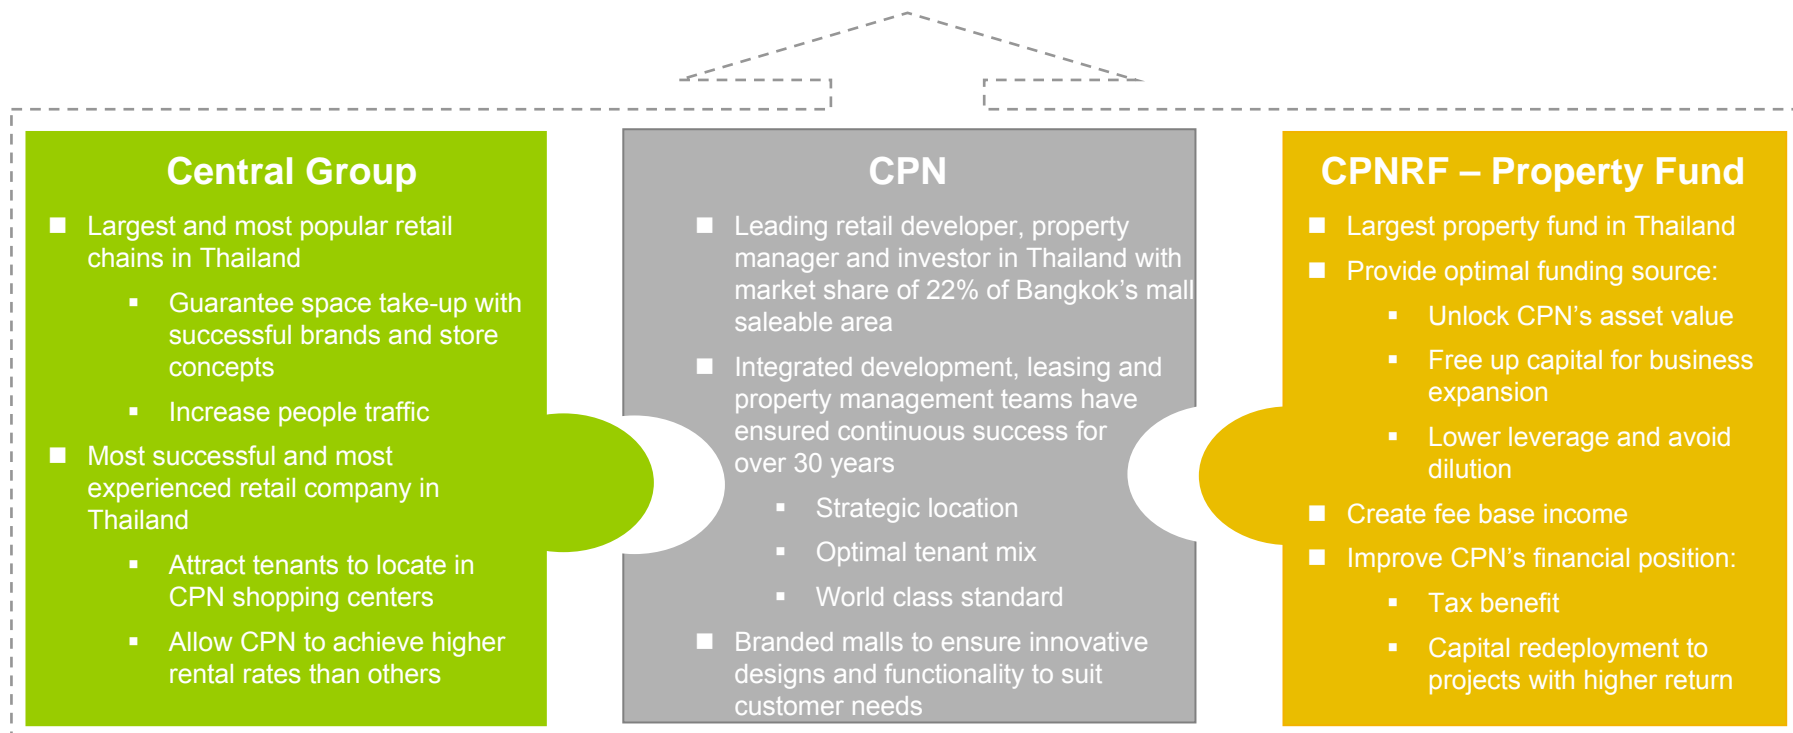 Central Group
Largest and most popular retail
chains in Thailand
Guarantee space take-up with
successful brands and store
concepts
Increase people traffic
Most successful and most
experienced retail company in
Thailand
Attract tenants to locate in
CPN shopping centers
Allow CPN to achieve higher
rental rates than others
CPN
Leading retail developer, property
manager and investor in Thailand with
market share of 22% of Bangkok’s mall
saleable area
Integrated development, leasing and
property management teams have
ensured continuous success for
over 30 years
Strategic location
Optimal tenant mix
World class standard
Branded malls to ensure innovative
designs and functionality to suit
customer needs
CPNRF – Property Fund
Largest property fund in Thailand
Provide optimal funding source:
Unlock CPN’s asset value
Free up capital for business
expansion
Lower leverage and avoid
dilution
Create fee base income
Improve CPN’s financial position:
Tax benefit
Capital redeployment to
projects with higher return